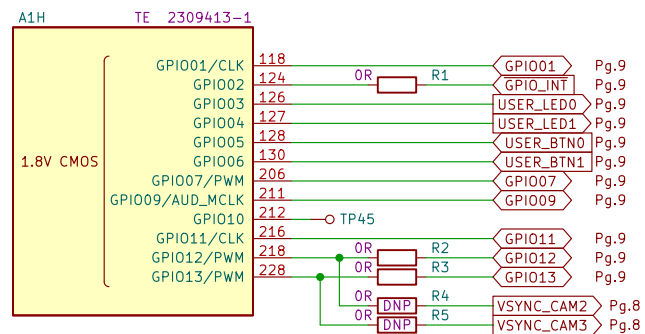 A1H TE 2309413-1
GPIO01/CLK 118 GPIO01 Pg.9
GPIO02 124 0R R1 GPIO_INT Pg.9
GPIO03 126 USER_LED0 Pg.9
GPIO04 127 USER_LED1 Pg.9
GPIO05 128 USER_BTN0 Pg.9
1.8V CMOS GPIO06 130 USER_BTN1 Pg.9
GPIO07/PWM 206 GPIO07 Pg.9
GPIO09/AUD_MCLK 211 GPIO09 Pg.9
GPIO10 212 TP45
GPIO11/CLK 216 GPIO11 Pg.9
GPIO12/PWM 218 0R R2 GPIO12 Pg.9
GPIO13/PWM 228 0R R3 GPIO13 Pg.9
0R DNP R4 VSYNC_CAM2 Pg.8
0R DNP R5 VSYNC_CAM3 Pg.8